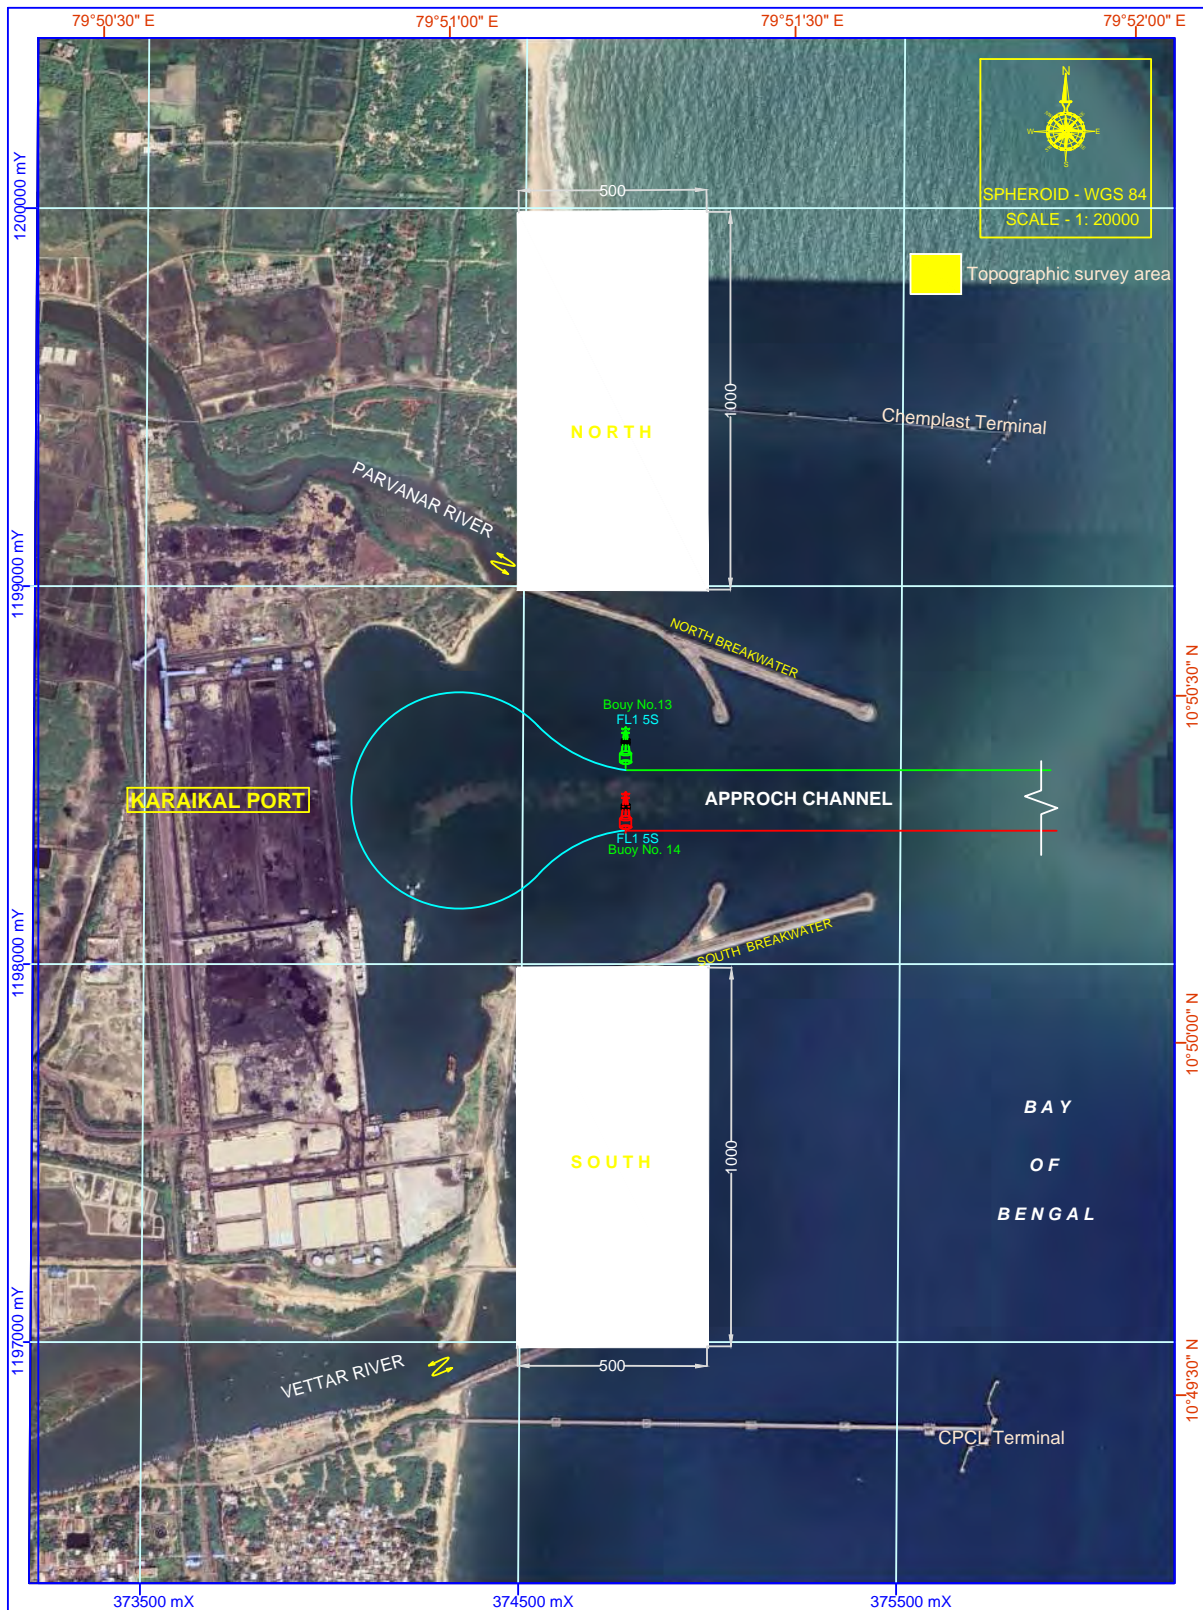 79°50'30" E
79°51'00" E
79°51'30" E
79°52'00" E
N
W
E
S
SPHEROID - WGS 84
SCALE - 1: 20000
Topographic survey area
1200000 mY
500
1000
NORTH
Chemplast Terminal
PARVANAR RIVER
1199000 mY
NORTH BREAKWATER
10°50'30" N
Bouy No.13
FL1 5S
KARAIKAL PORT
APPROCH CHANNEL
FL1 5S
Buoy No. 14
SOUTH BREAKWATER
1198000 mY
10°50'00" N
1000
SOUTH
BAY
OF
BENGAL
1197000 mY
500
VETTAR RIVER
10°49'30" N
CPCL Terminal
373500 mX
374500 mX
375500 mX